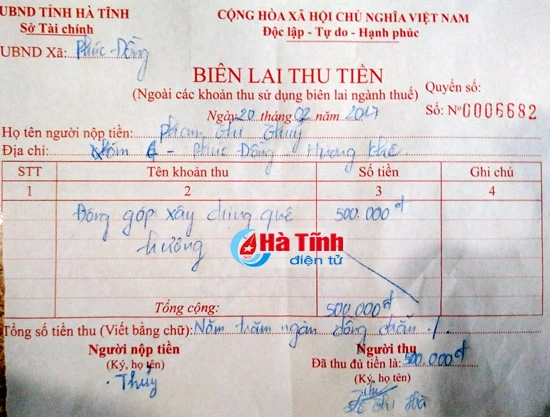 UBND TỈNH HÀ TĨNH
Sở Tài chính
UBND Xã: Phúc Đồng
CỘNG HÒA XÃ HỘI CHỦ NGHĨA VIỆT NAM
Độc lập - Tự do - Hạnh phúc
BIÊN LAI THU TIỀN
(Ngoài các khoản thu sử dụng biên lai ngành thuế)
Quyển số:
Số: Nº 0006682
Ngày 20 tháng 02 năm 2017
Họ tên người nộp tiền: Phạm Thị Thủy
Địa chỉ: Xóm 4 - Phúc Đồng - Hương Khê
STT Tên khoản thu Số tiền Ghi chú
1 2 3 4
Đóng góp xây dựng quê 500.000đ
hương
Hà Tĩnh
điện tử
Tổng cộng: 500.000đ
Tổng số tiền thu (Viết bằng chữ): Năm trăm ngàn đồng chẵn ./.
Người nộp tiền
(Ký, họ tên)
Thủy
Người thu
Đã thu đủ tiền là: 500.000đ
(Ký, họ tên)
Thị Hà